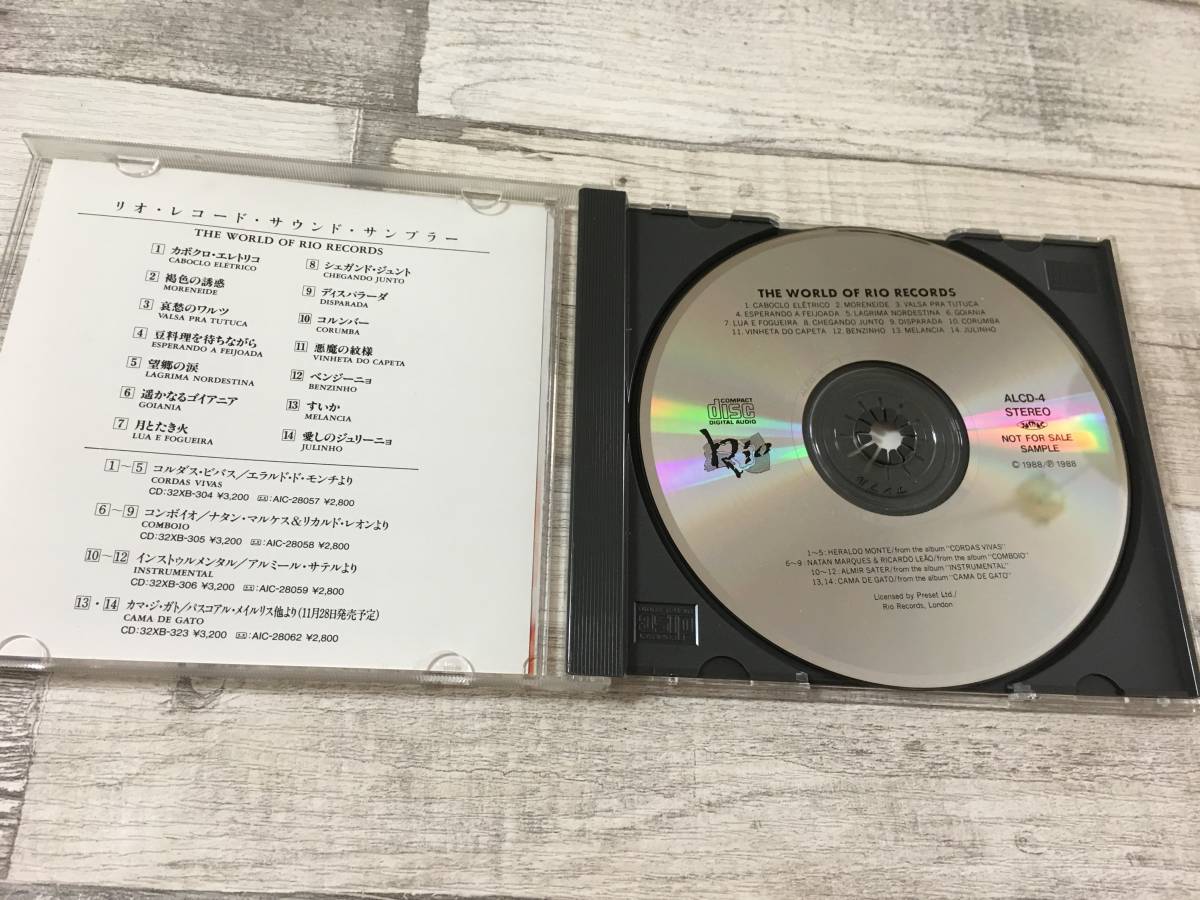 リオ・レコード・サウンド・サンプラー
THE WORLD OF RIO RECORDS
1 カボクロ・エレトリコ
CABOCLO ELÉTRICO
2 褐色の誘惑
MORENEIDE
3 哀愁のワルツ
VALSA PRA TUTUCA
4 豆料理を待ちながら
ESPERANDO A FEIJOADA
5 望郷の涙
LAGRIMA NORDESTINA
6 遥かなるゴイアニア
GOIANIA
7 月とたき火
LUA E FOGUEIRA
8 シェガンド・ジュント
CHEGANDO JUNTO
9 ディスパラーダ
DISPARADA
10 コルンバー
CORUMBA
11 悪魔の紋様
VINHETA DO CAPETA
12 ベンジーニョ
BENZINHO
13 すいか
MELANCIA
14 愛しのジュリーニョ
JULINHO
1～5 コルダス・ビバス／エラルド・ド・モンチより
CORDAS VIVAS
CD:32XB-304 ¥3,200 :AIC-28057 ¥2,800
6～9 コンボイオ／ナタン・マルケス&リカルド・レオンより
COMBOIO
CD:32XB-305 ¥3,200 :AIC-28058 ¥2,800
10～12 インストゥルメンタル／アルミール・サテルより
INSTRUMENTAL
CD:32XB-306 ¥3,200 :AIC-28059 ¥2,800
13・14 カマ・ジ・ガト／パスコアル・メイルリス他より(11月28日発売予定)
CAMA DE GATO
CD:32XB-323 ¥3,200 :AIC-28062 ¥2,800
THE WORLD OF RIO RECORDS
1. CABOCLO ELÉTRICO 2. MORENEIDE 3. VALSA PRA TUTUCA
4. ESPERANDO A FEIJOADA 5. LAGRIMA NORDESTINA 6. GOIANIA
7. LUA E FOGUEIRA 8. CHEGANDO JUNTO 9. DISPARADA 10. CORUMBA
11. VINHETA DO CAPETA 12. BENZINHO 13. MELANCIA 14. JULINHO
COMPACT
disc
DIGITAL AUDIO
Rio
ALCD-4
STEREO
NOT FOR SALE
SAMPLE
© 1988/℗ 1988
1～5: HERALDO MONTE/from the album "CORDAS VIVAS"
6～9 NATAN MARQUES & RICARDO LEÃO/from the album "COMBOIO"
10～12: ALMIR SATER/from the album "INSTRUMENTAL"
13,14: CAMA DE GATO/from the album "CAMA DE GATO"
Licensed by Preset Ltd./
Rio Records, London